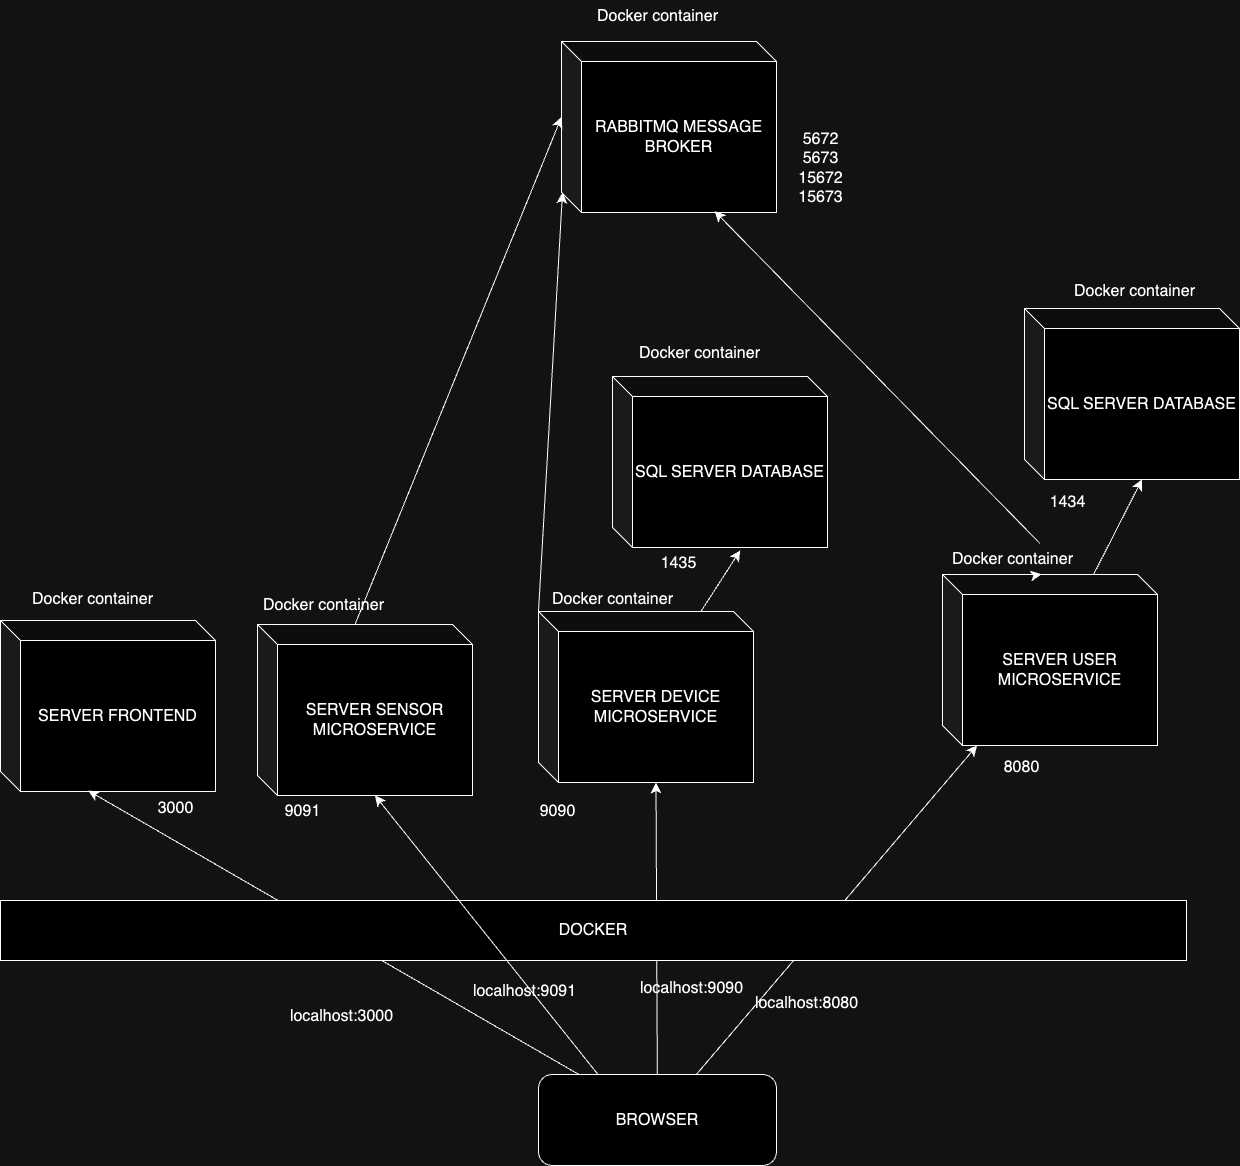 Docker container
RABBITMQ MESSAGE
BROKER
5672
5673
15672
15673
Docker container
SQL SERVER DATABASE
1434
Docker container
SQL SERVER DATABASE
1435
Docker container
SERVER FRONTEND
3000
Docker container
SERVER SENSOR
MICROSERVICE
9091
Docker container
SERVER DEVICE
MICROSERVICE
9090
Docker container
SERVER USER
MICROSERVICE
8080
DOCKER
localhost:3000
localhost:9091
localhost:9090
localhost:8080
BROWSER